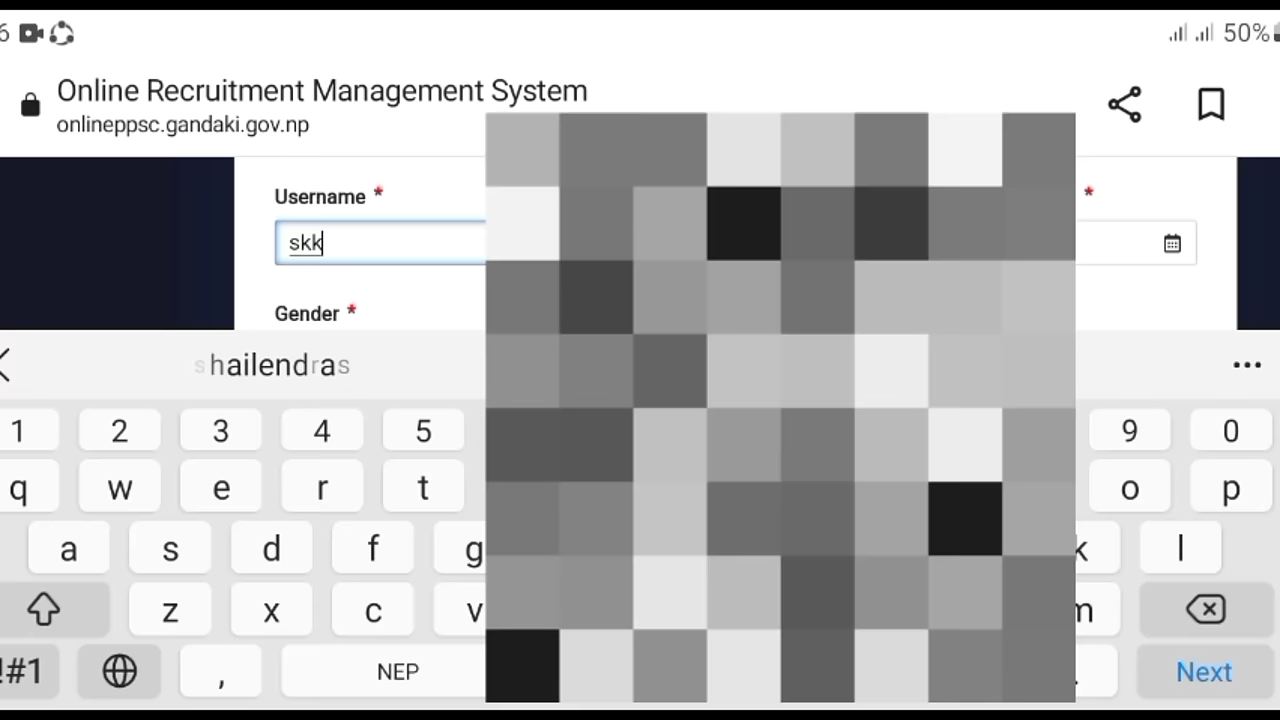 6 50%
Online Recruitment Management System
onlineppsc.gandaki.gov.np
Username * *
skk
Gender *
shailendras
1 2 3 4 5 9 0
q w e r t o p
a s d f g k l
z x c v m
!#1 , NEP . Next